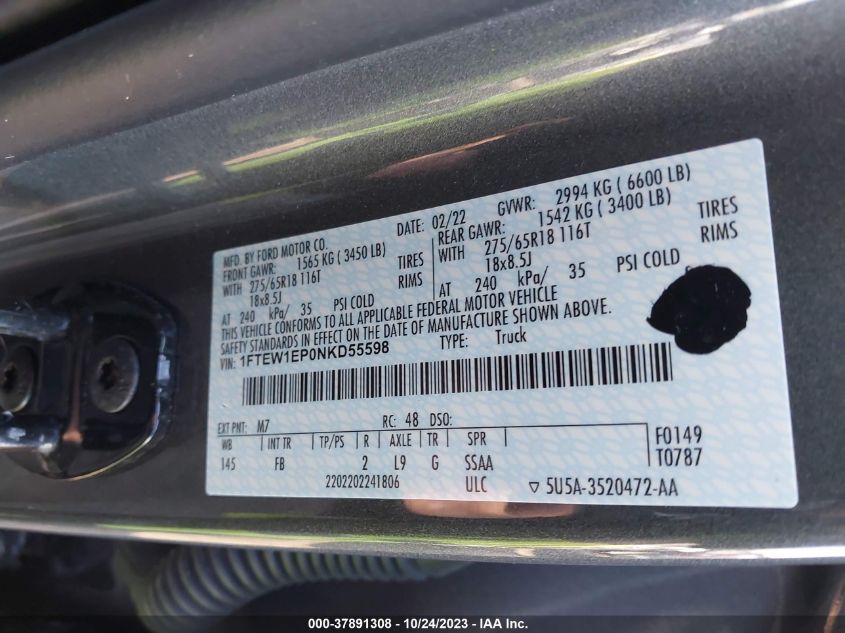 MFD. BY FORD MOTOR CO.
DATE: 02/22 GVWR: 2994 KG ( 6600 LB)
FRONT GAWR: 1565 KG ( 3450 LB) REAR GAWR: 1542 KG ( 3400 LB)
WITH 275/65R18 116T TIRES WITH 275/65R18 116T TIRES
18x8.5J RIMS 18x8.5J RIMS
AT 240 kPa/ 35 PSI COLD AT 240 kPa/ 35 PSI COLD
THIS VEHICLE CONFORMS TO ALL APPLICABLE FEDERAL MOTOR VEHICLE
SAFETY STANDARDS IN EFFECT ON THE DATE OF MANUFACTURE SHOWN ABOVE.
VIN: 1FTEW1EP0NKD55598 TYPE: Truck
EXT PNT: M7 RC: 48 DSO:
WB INT TR TP/PS R AXLE TR SPR F0149
145 FB 2 L9 G SSAA T0787
2202202241806 ULC ▽ 5U5A-3520472-AA
000-37891308 - 10/24/2023 - IAA Inc.